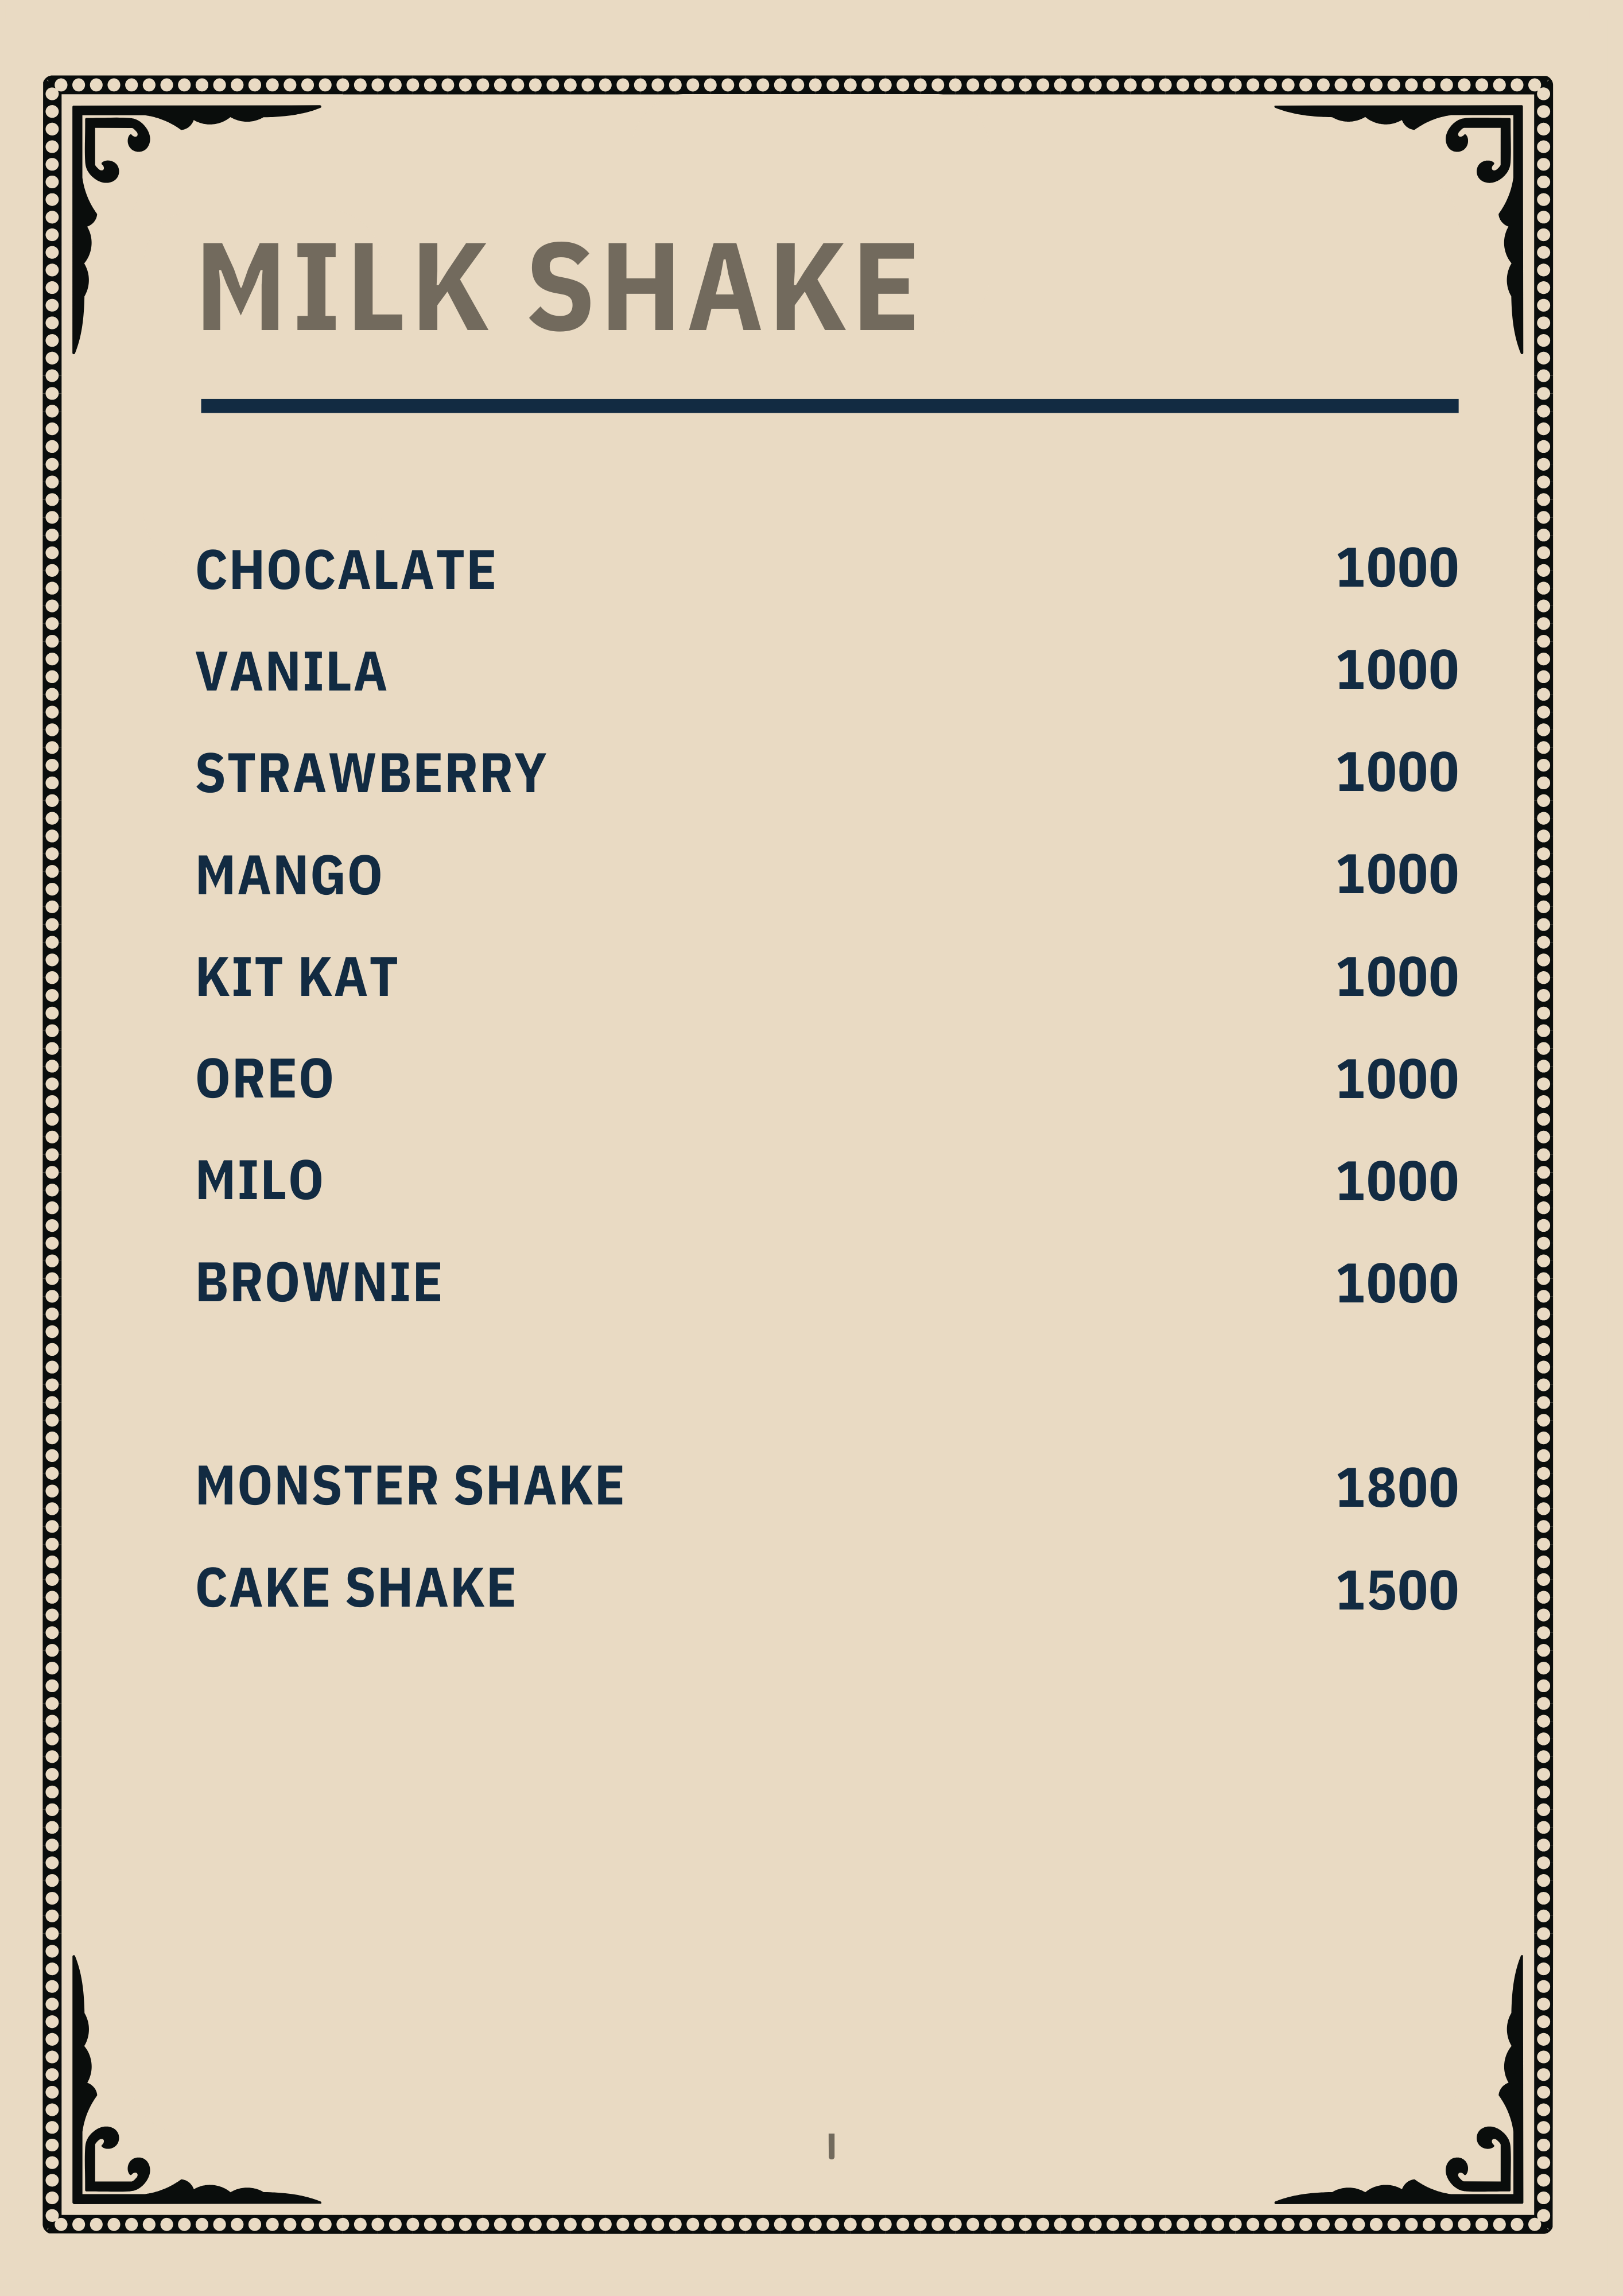 MILK SHAKE
CHOCALATE 1000
VANILA 1000
STRAWBERRY 1000
MANGO 1000
KIT KAT 1000
OREO 1000
MILO 1000
BROWNIE 1000
MONSTER SHAKE 1800
CAKE SHAKE 1500